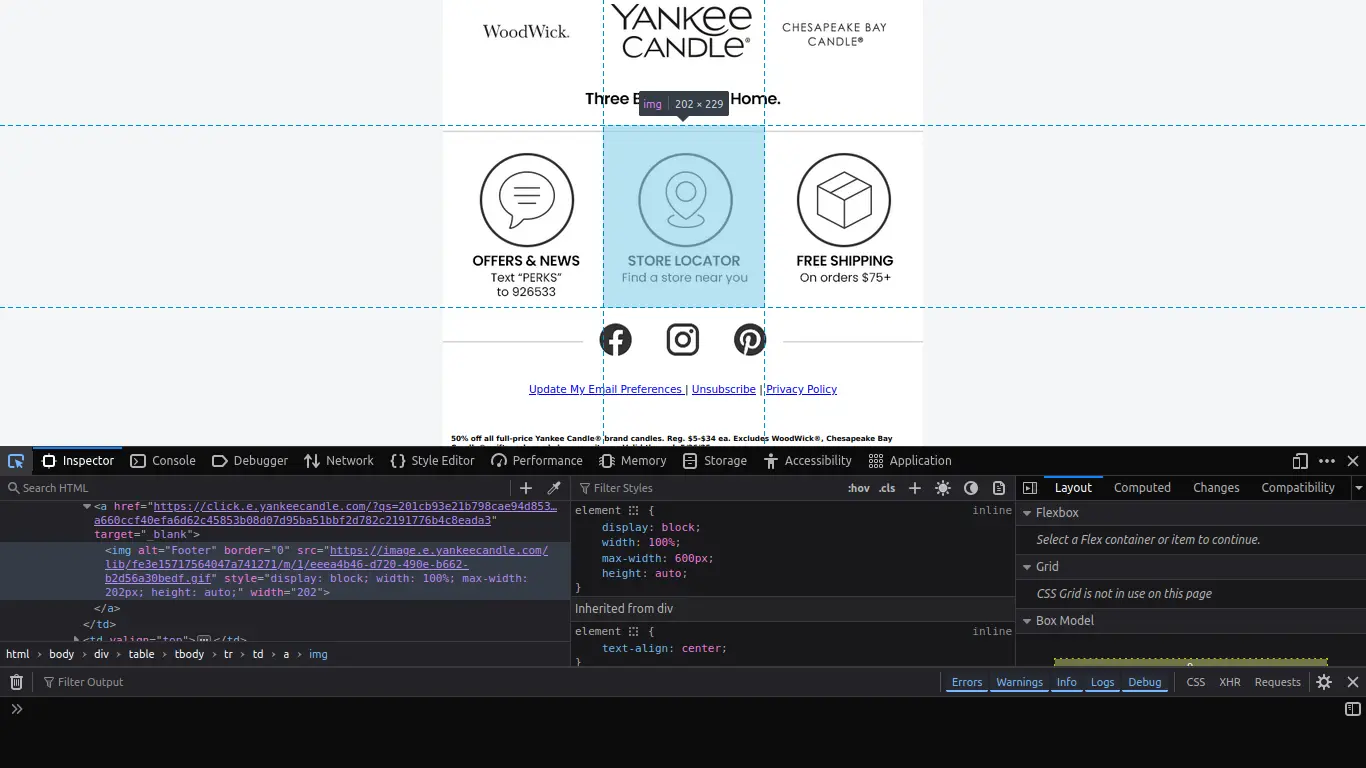 WoodWick.
YANKEE
CANDLE®
CHESAPEAKE BAY
CANDLE®
Three B Home.
img 202 × 229
OFFERS & NEWS
Text “PERKS”
to 926533
STORE LOCATOR
Find a store near you
FREE SHIPPING
On orders $75+
Update My Email Preferences | Unsubscribe | Privacy Policy
50% off all full-price Yankee Candle® brand candles. Reg. $5-$34 ea. Excludes WoodWick®, Chesapeake Bay
Inspector Console Debugger Network Style Editor Performance Memory Storage Accessibility Application
Search HTML
<a href="https://click.e.yankeecandle.com/?qs=201cb93e21b798cae94d853…
a660ccf40efa6d62c45853b08d07d95ba51bbf2d782c2191776b4c8eada3"
target="_blank">
<img alt="Footer" border="0" src="https://image.e.yankeecandle.com/
lib/fe3e15717564047a741271/m/1/eeea4b46-d720-490e-b662-
b2d56a30bedf.gif" style="display: block; width: 100%; max-width:
202px; height: auto;" width="202">
</a>
</td>
<td valign="top"> </td>
html › body › div › table › tbody › tr › td › a › img
Filter Styles :hov .cls
element { inline
display: block;
width: 100%;
max-width: 600px;
height: auto;
}
Inherited from div
element { inline
text-align: center;
}
Layout Computed Changes Compatibility
Flexbox
Select a Flex container or item to continue.
Grid
CSS Grid is not in use on this page
Box Model
Filter Output
Errors Warnings Info Logs Debug CSS XHR Requests